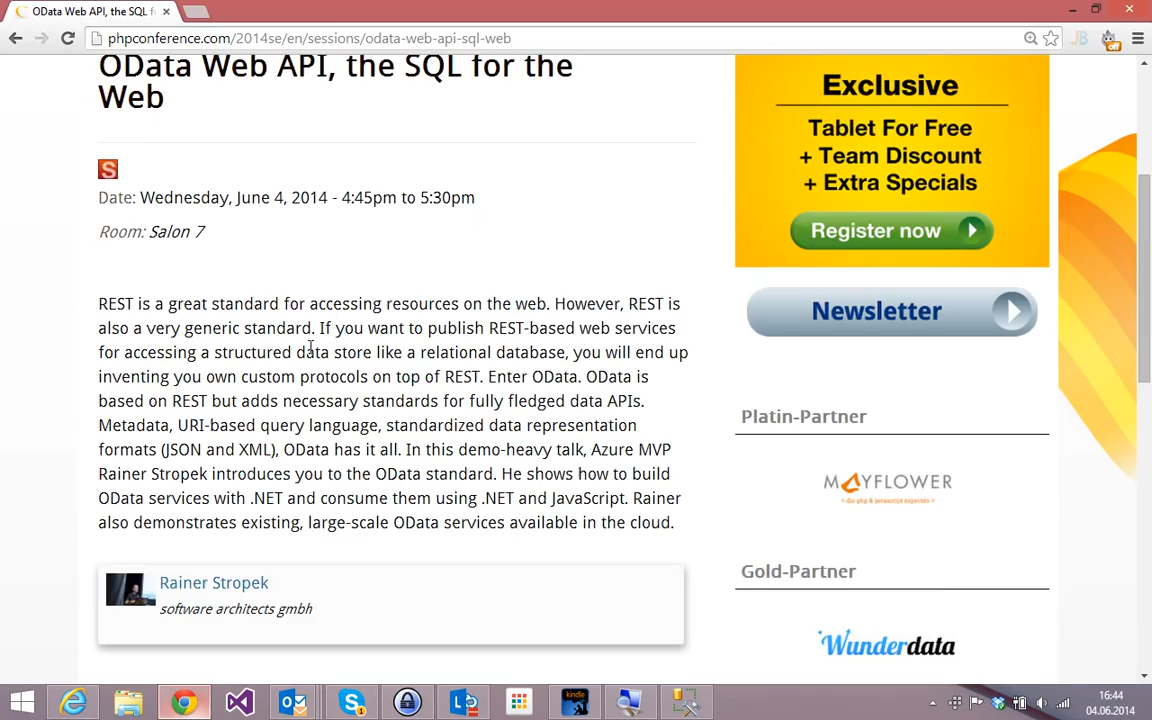 OData Web API, the SQL f
phpconference.com/2014se/en/sessions/odata-web-api-sql-web
JB
off
OData Web API, the SQL for the
Web
S
Date: Wednesday, June 4, 2014 - 4:45pm to 5:30pm
Room: Salon 7
REST is a great standard for accessing resources on the web. However, REST is
also a very generic standard. If you want to publish REST-based web services
for accessing a structured data store like a relational database, you will end up
inventing you own custom protocols on top of REST. Enter OData. OData is
based on REST but adds necessary standards for fully fledged data APIs.
Metadata, URI-based query language, standardized data representation
formats (JSON and XML), OData has it all. In this demo-heavy talk, Azure MVP
Rainer Stropek introduces you to the OData standard. He shows how to build
OData services with .NET and consume them using .NET and JavaScript. Rainer
also demonstrates existing, large-scale OData services available in the cloud.
Rainer Stropek
software architects gmbh
Exclusive
Tablet For Free
+ Team Discount
+ Extra Specials
Register now
Newsletter
Platin-Partner
MAYFLOWER
< die php & javascript experten >
Gold-Partner
Wunderdata
16:44
04.06.2014